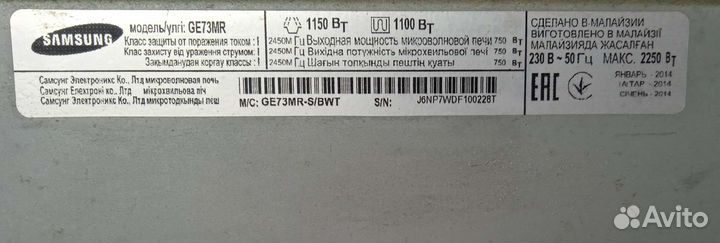 SAMSUNG
модель/үлгі: GE73MR
Класс защиты от поражения током : I
Клас захисту від ураження струмом : I
Зақымданудан қорғау классы : I
1150 Вт 1100 Вт
2450М Гц Выходная мощность микроволновой печи 750 Вт
2450М Гц Вихідна потужність мікрохвильової печі 750 Вт
2450М Гц Шағын толқынды пештің қуаты 750 Вт
СДЕЛАНО В МАЛАЙЗИИ
ВИГОТОВЛЕНО В МАЛАЙЗІЇ
МАЛАЙЗИЯДА ЖАСАЛҒАН
230 В ~ 50 Гц МАКС. 2250 Вт
Самсунг Электроникс Ко., Лтд микроволновая печь
Самсунг Елекроні ко., Лтд мікрохвильова піч
Самсунг Электроникс Ко., Лтд микротодқынды пеш
M/C: GE73MR-S/BWT S/N: J6NP7WDF100228T
EAC
ЯНВАРЬ - 2014
ҚАҢТАР - 2014
СІЧЕНЬ - 2014
Avito